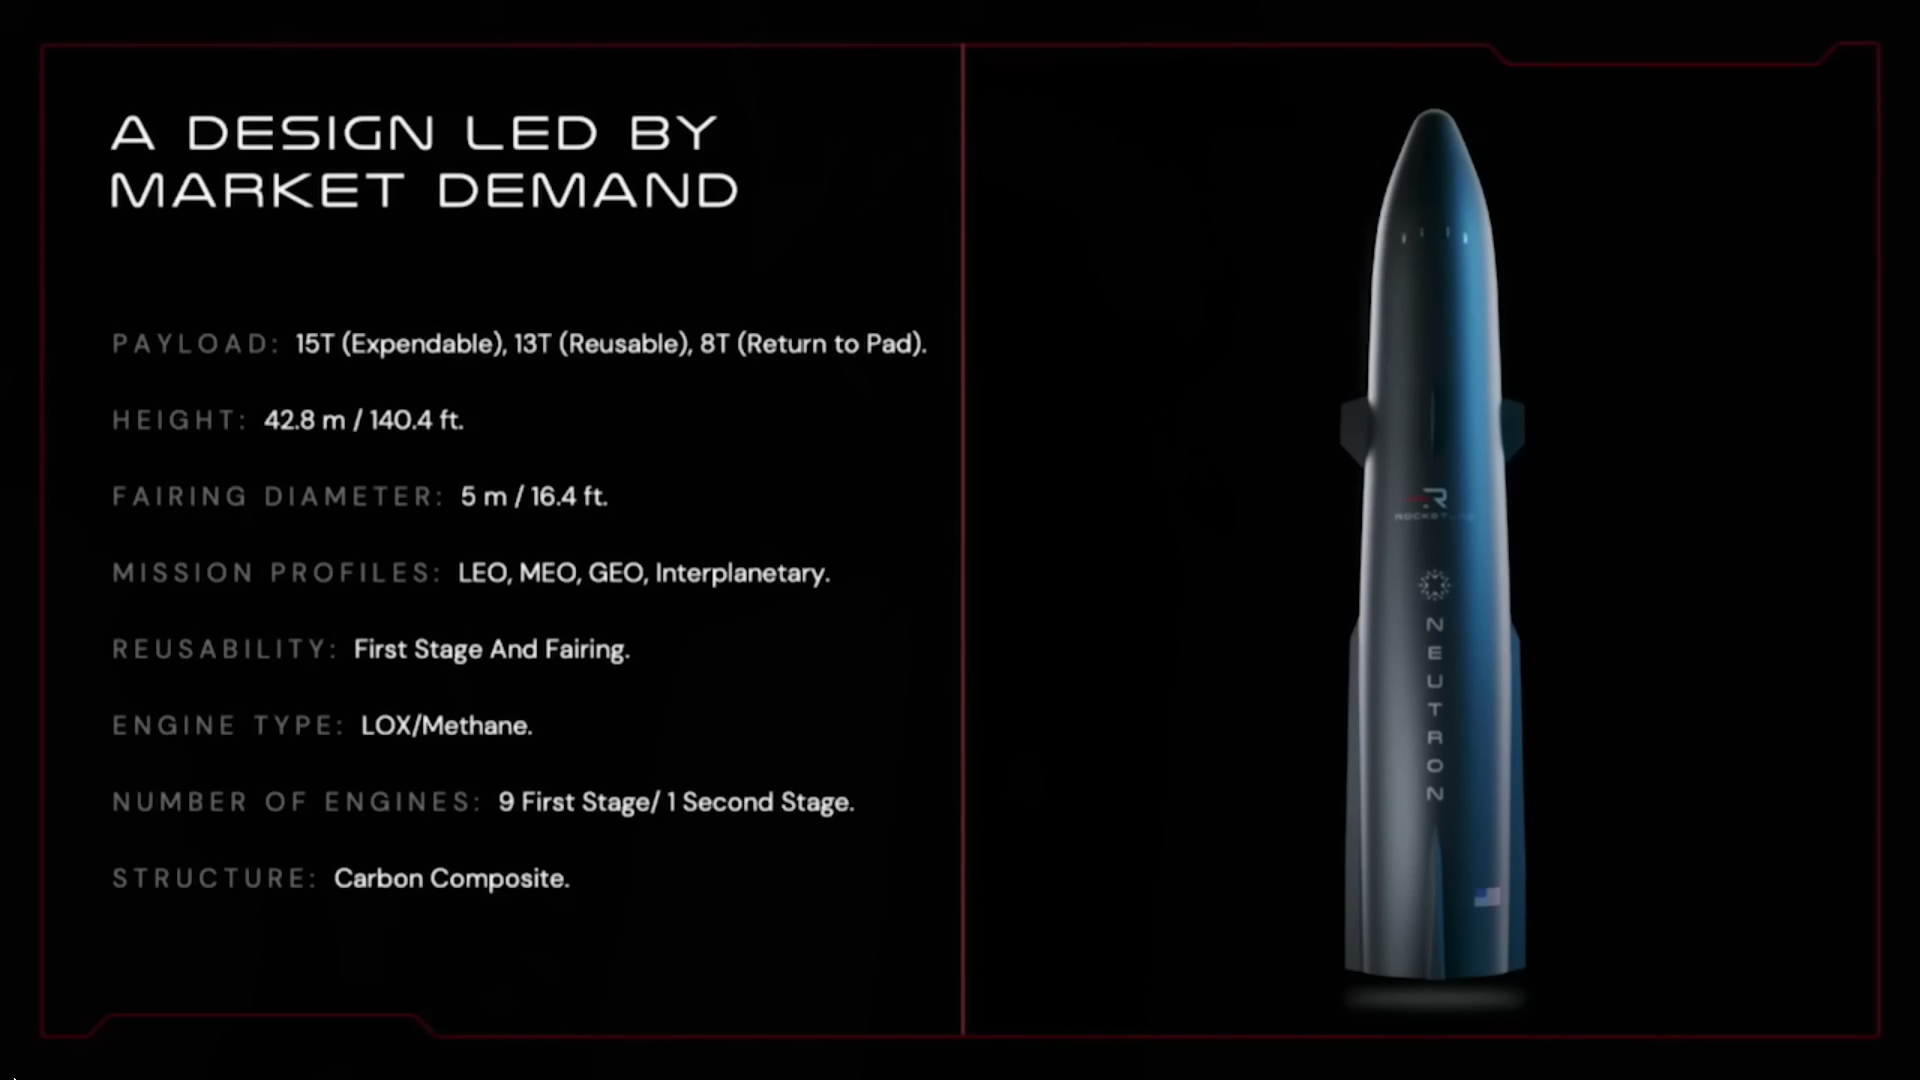 A DESIGN LED BY
MARKET DEMAND
PAYLOAD: 15T (Expendable), 13T (Reusable), 8T (Return to Pad).
HEIGHT: 42.8 m / 140.4 ft.
FAIRING DIAMETER: 5 m / 16.4 ft.
MISSION PROFILES: LEO, MEO, GEO, Interplanetary.
REUSABILITY: First Stage And Fairing.
ENGINE TYPE: LOX/Methane.
NUMBER OF ENGINES: 9 First Stage/ 1 Second Stage.
STRUCTURE: Carbon Composite.
R
ROCKETLAB
NEUTRON